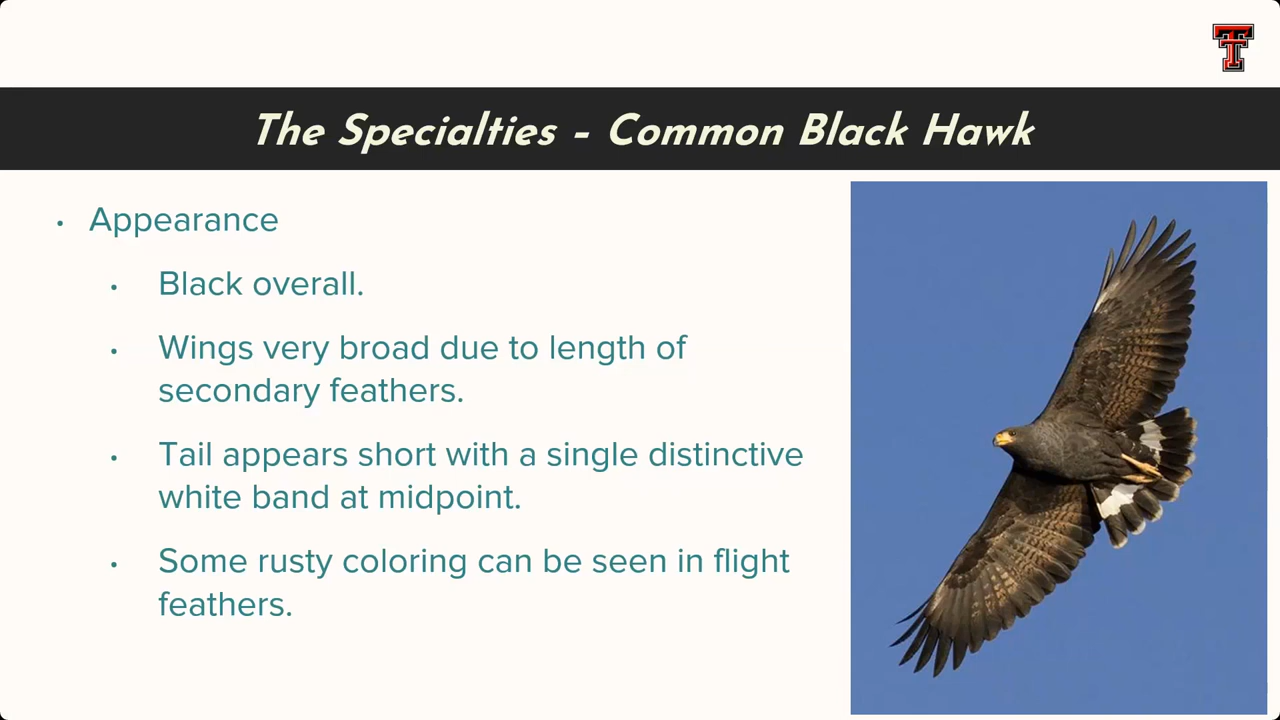 The Specialties - Common Black Hawk
• Appearance
• Black overall.
• Wings very broad due to length of
secondary feathers.
• Tail appears short with a single distinctive
white band at midpoint.
• Some rusty coloring can be seen in flight
feathers.